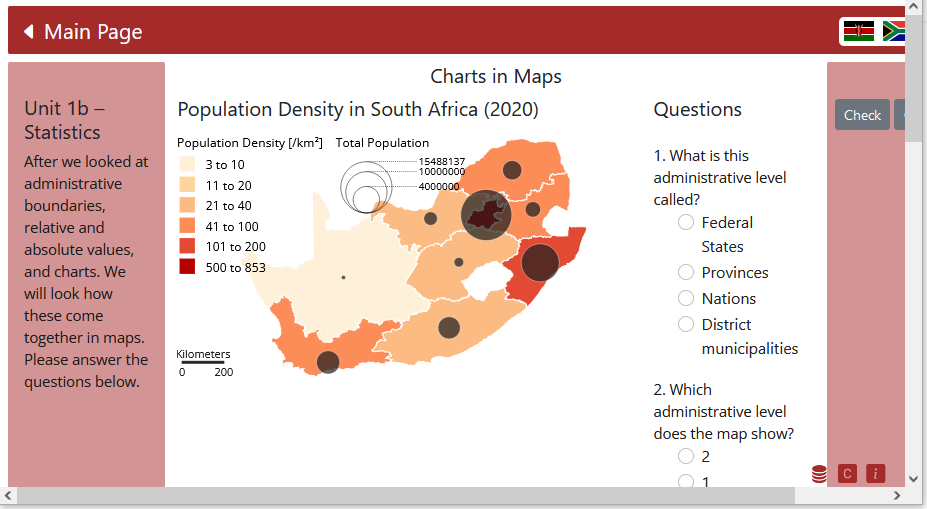 Main Page
Charts in Maps
Unit 1b –
Statistics
After we looked at
administrative
boundaries,
relative and
absolute values,
and charts. We
will look how
these come
together in maps.
Please answer the
questions below.
Population Density in South Africa (2020)
Population Density [/km²]
3 to 10
11 to 20
21 to 40
41 to 100
101 to 200
500 to 853
Total Population
15488137
10000000
4000000
Kilometers
0 200
Questions
1. What is this
administrative level
called?
Federal
States
Provinces
Nations
District
municipalities
2. Which
administrative level
does the map show?
2
1
Check
C
i